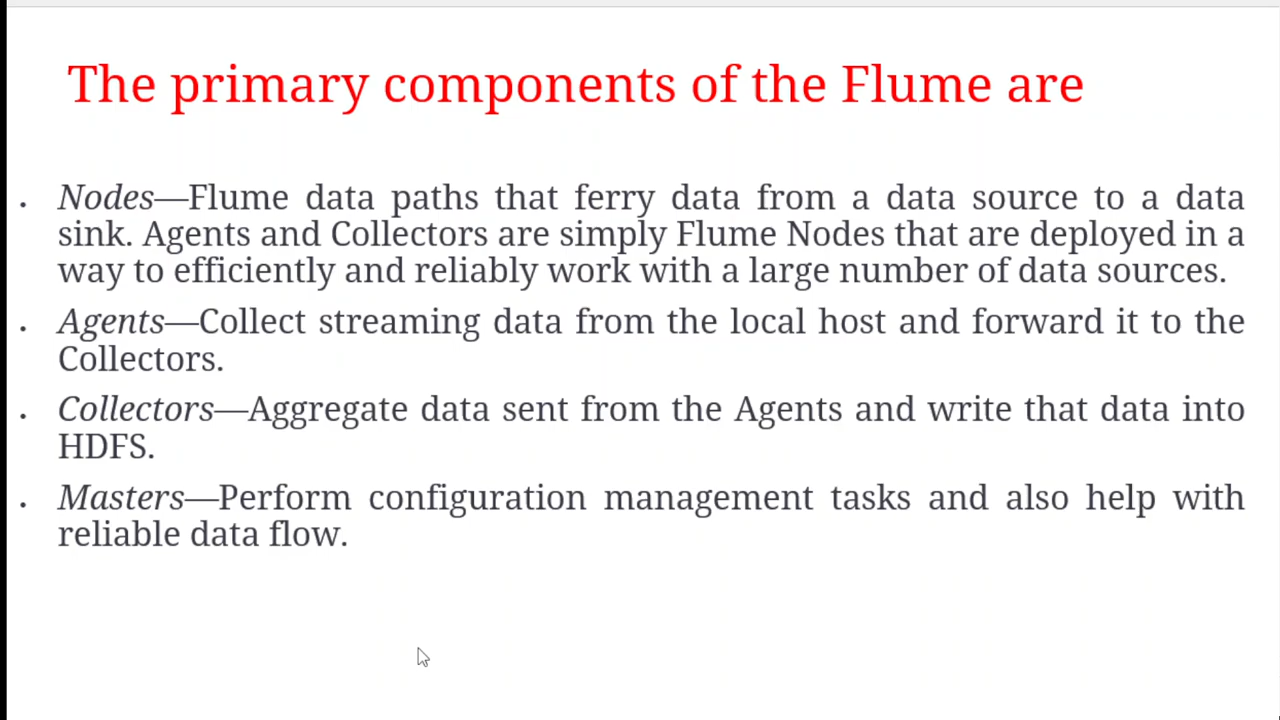 The primary components of the Flume are
. Nodes—Flume data paths that ferry data from a data source to a data
sink. Agents and Collectors are simply Flume Nodes that are deployed in a
way to efficiently and reliably work with a large number of data sources.
. Agents—Collect streaming data from the local host and forward it to the
Collectors.
. Collectors—Aggregate data sent from the Agents and write that data into
HDFS.
. Masters—Perform configuration management tasks and also help with
reliable data flow.